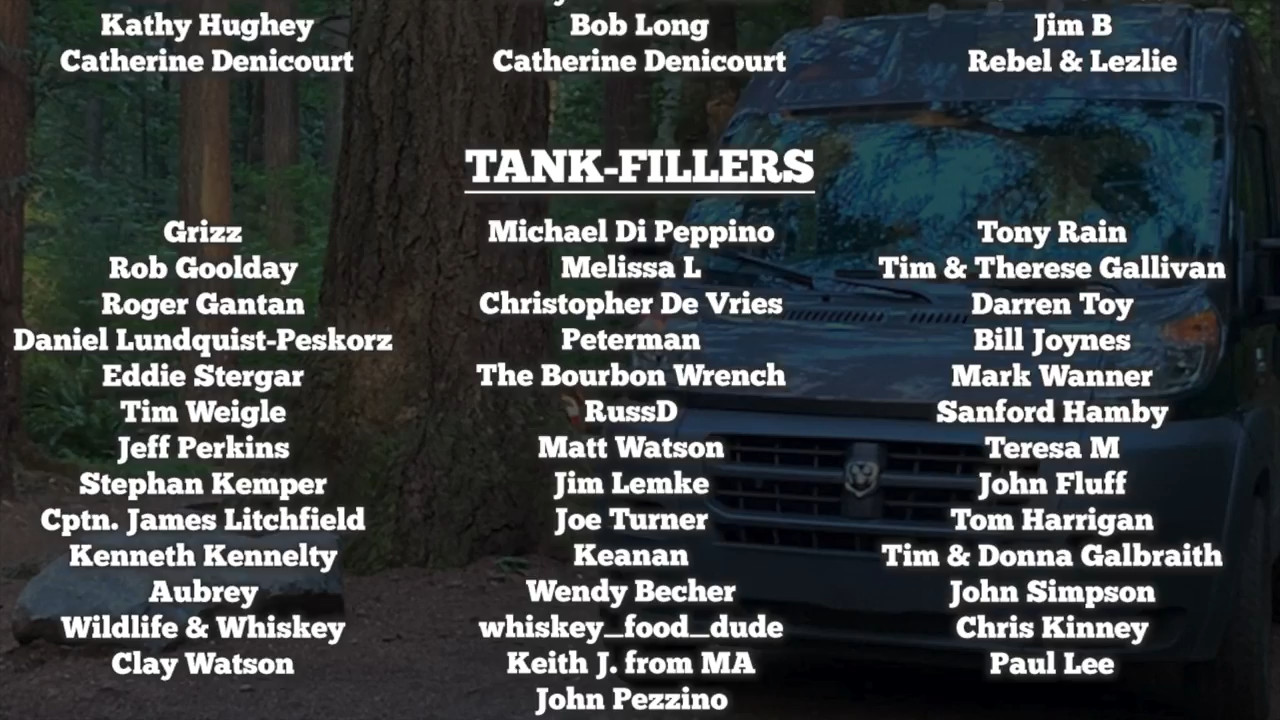 Kathy Hughey
Bob Long
Jim B
Catherine Denicourt
Catherine Denicourt
Rebel & Lezlie
TANK-FILLERS
Grizz
Michael Di Peppino
Tony Rain
Rob Goolday
Melissa L
Tim & Therese Gallivan
Roger Gantan
Christopher De Vries
Darren Toy
Daniel Lundquist-Peskorz
Peterman
Bill Joynes
Eddie Stergar
The Bourbon Wrench
Mark Wanner
Tim Weigle
RussD
Sanford Hamby
Jeff Perkins
Matt Watson
Teresa M
Stephan Kemper
Jim Lemke
John Fluff
Cptn. James Litchfield
Joe Turner
Tom Harrigan
Kenneth Kennelty
Keanan
Tim & Donna Galbraith
Aubrey
Wendy Becher
John Simpson
Wildlife & Whiskey
whiskey_food_dude
Chris Kinney
Clay Watson
Keith J. from MA
Paul Lee
John Pezzino